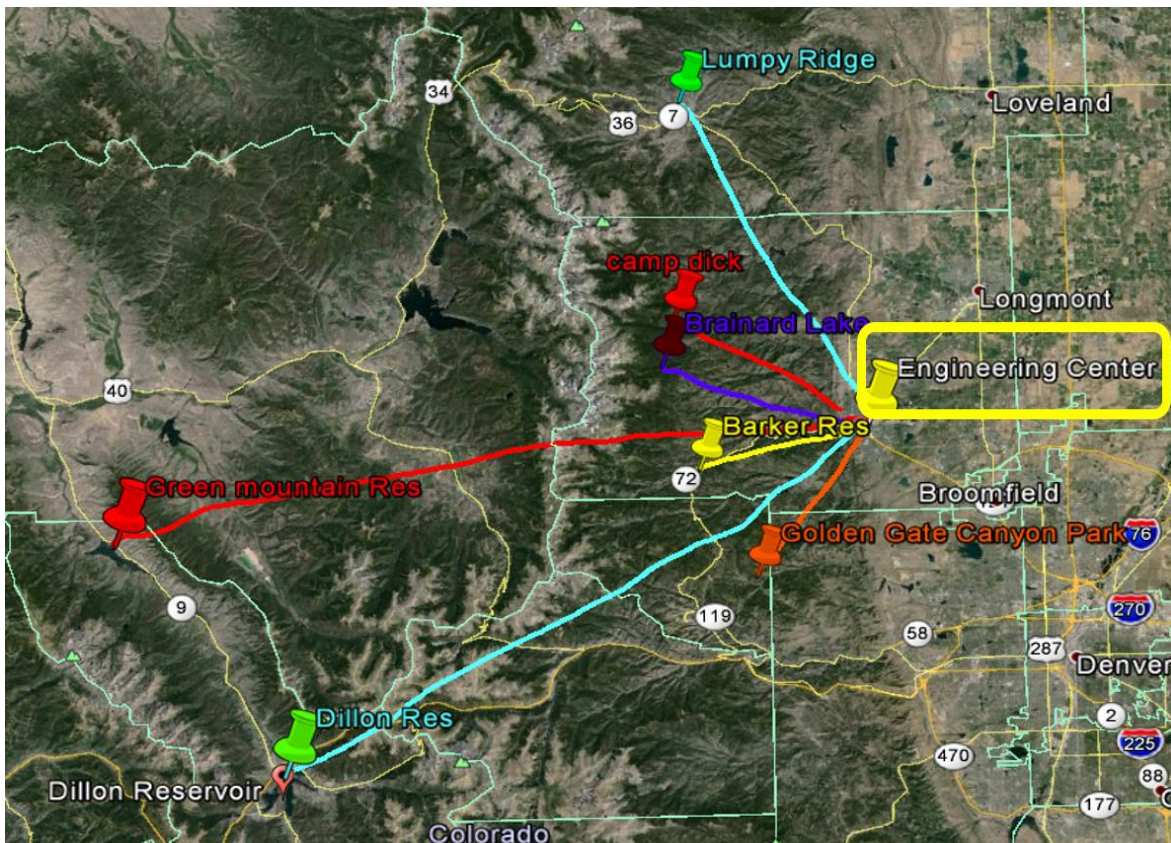 Lumpy Ridge
34
Loveland
7
36
camp dick
Longmont
Brainard Lake
Engineering Center
40
Barker Res
72
Green mountain Res
Broomfield
Golden Gate Canyon Park
76
9
270
119
58
287
Denver
Dillon Res
2
225
470
Dillon Reservoir
88
177
Colorado